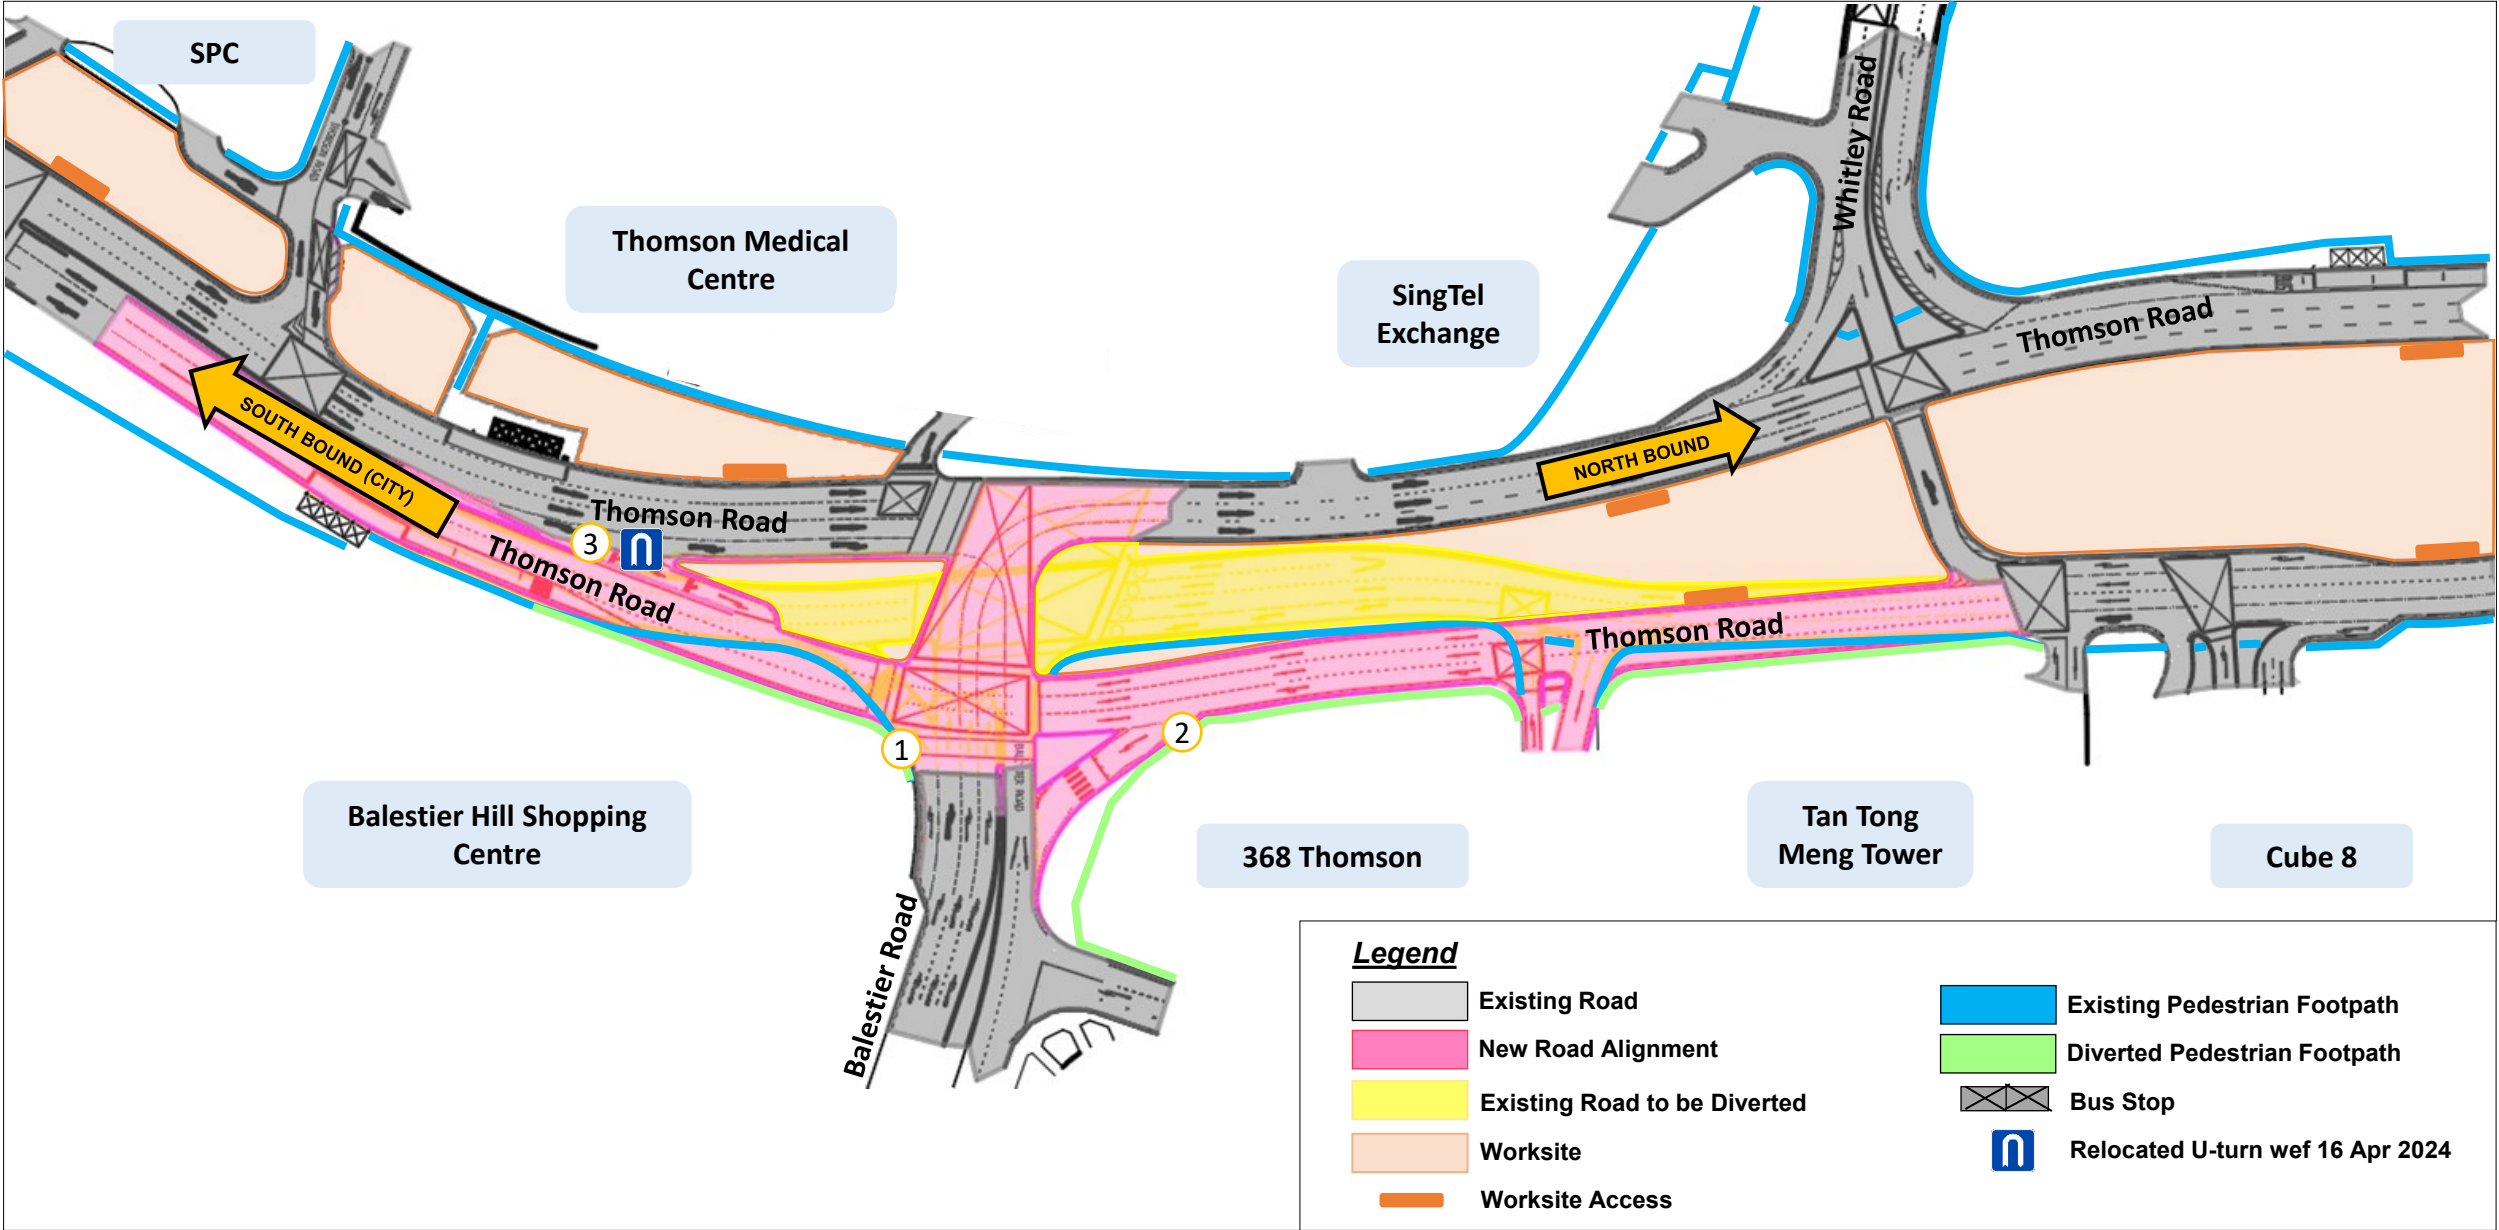 SPC
Thomson Medical
Centre
SingTel
Exchange
Whitley Road
Thomson Road
THOMSON ROAD
SOUTH BOUND (CITY)
NORTH BOUND
Thomson Road
3
Thomson Road
Thomson Road
1
2
Balestier Hill Shopping
Centre
368 Thomson
Tan Tong
Meng Tower
Cube 8
Balestier Road
Legend
Existing Road
New Road Alignment
Existing Road to be Diverted
Worksite
Worksite Access
Existing Pedestrian Footpath
Diverted Pedestrian Footpath
Bus Stop
Relocated U-turn wef 16 Apr 2024